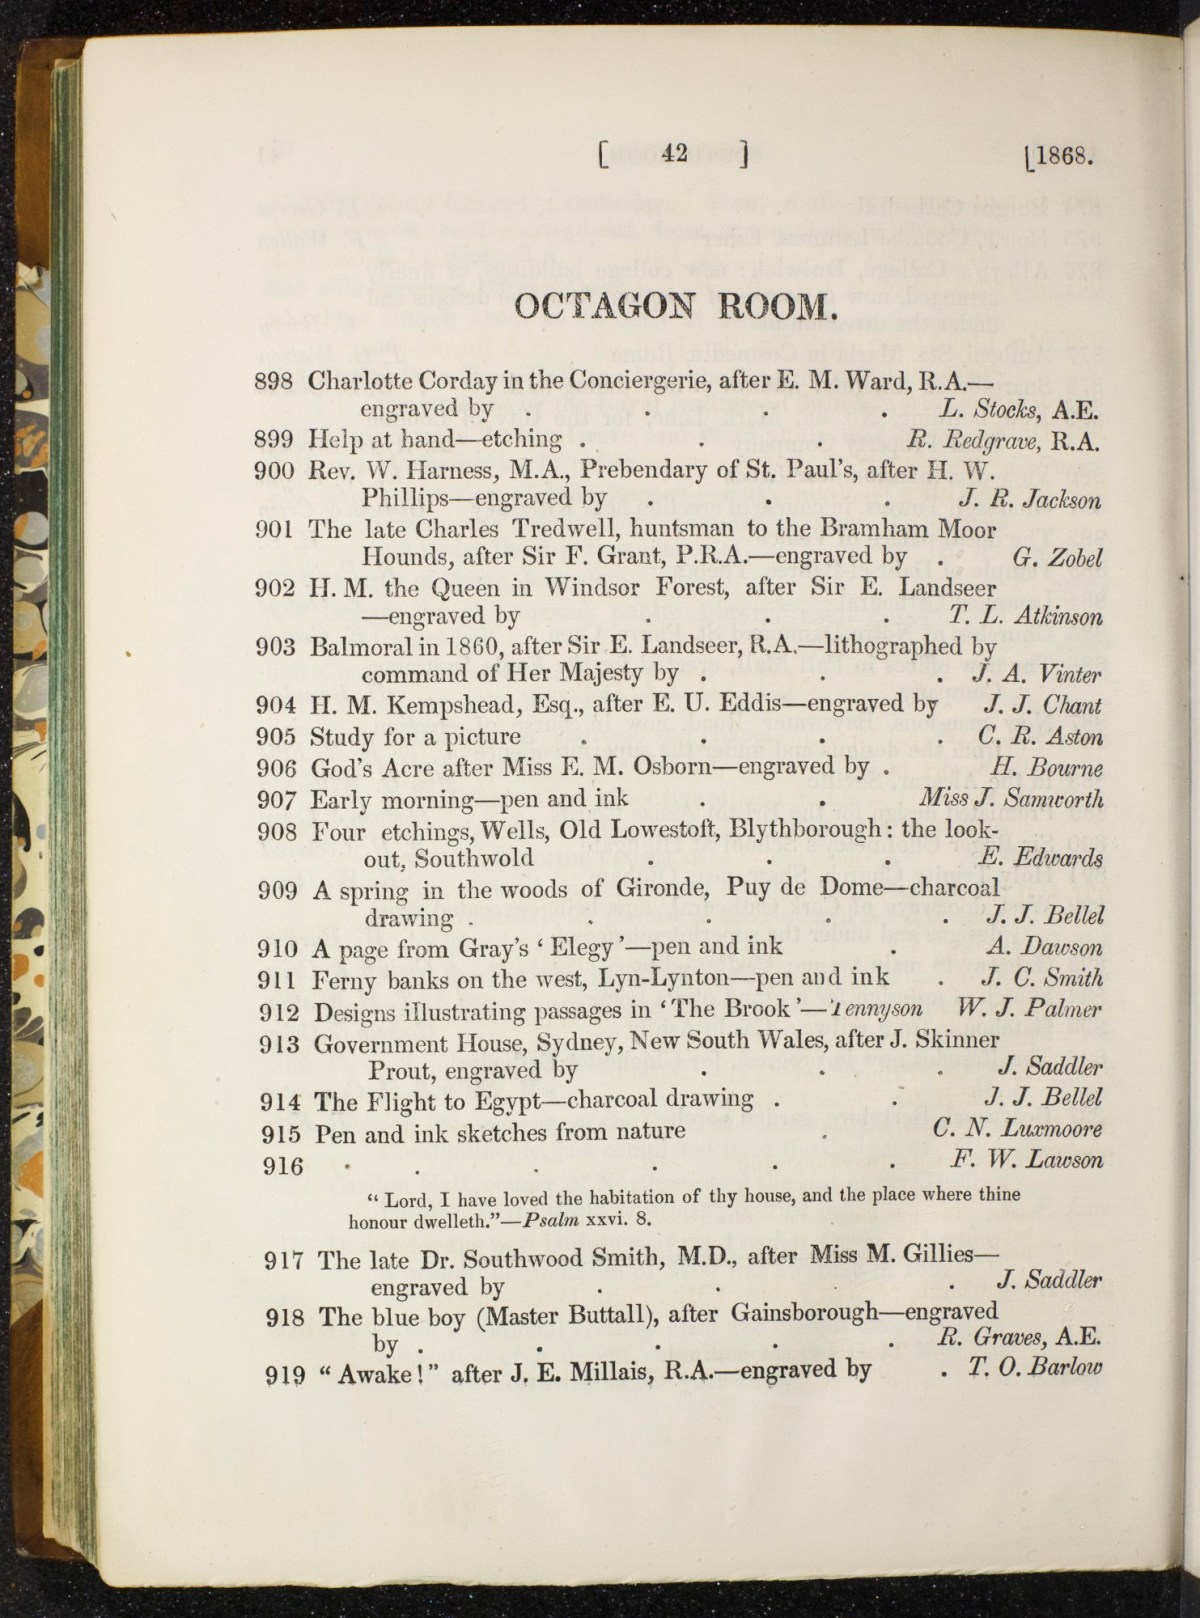 [ 42 ] [1868.
OCTAGON ROOM.
898 Charlotte Corday in the Conciergerie, after E. M. Ward, R.A.—
engraved by . . . . L. Stocks, A.E.
899 Help at hand—etching . . . R. Redgrave, R.A.
900 Rev. W. Harness, M.A., Prebendary of St. Paul's, after H. W.
Phillips—engraved by . . . J. R. Jackson
901 The late Charles Tredwell, huntsman to the Bramham Moor
Hounds, after Sir F. Grant, P.R.A.—engraved by . G. Zobel
902 H. M. the Queen in Windsor Forest, after Sir E. Landseer
—engraved by . . . T. L. Atkinson
903 Balmoral in 1860, after Sir E. Landseer, R.A.—lithographed by
command of Her Majesty by . . . J. A. Vinter
904 H. M. Kempshead, Esq., after E. U. Eddis—engraved by J. J. Chant
905 Study for a picture . . . . C. R. Aston
906 God's Acre after Miss E. M. Osborn—engraved by . H. Bourne
907 Early morning—pen and ink . . Miss J. Samworth
908 Four etchings, Wells, Old Lowestoft, Blythborough: the look-
out, Southwold . . . E. Edwards
909 A spring in the woods of Gironde, Puy de Dome—charcoal
drawing . . . . . J. J. Bellel
910 A page from Gray's ‘ Elegy ’—pen and ink . A. Dawson
911 Ferny banks on the west, Lyn-Lynton—pen and ink . J. C. Smith
912 Designs illustrating passages in ‘ The Brook ’—Tennyson W. J. Palmer
913 Government House, Sydney, New South Wales, after J. Skinner
Prout, engraved by . . . J. Saddler
914 The Flight to Egypt—charcoal drawing . . J. J. Bellel
915 Pen and ink sketches from nature . C. N. Luxmoore
916 . . . . . . F. W. Lawson
“ Lord, I have loved the habitation of thy house, and the place where thine
honour dwelleth.”—Psalm xxvi. 8.
917 The late Dr. Southwood Smith, M.D., after Miss M. Gillies—
engraved by . . . . J. Saddler
918 The blue boy (Master Buttall), after Gainsborough—engraved
by . . . . . R. Graves, A.E.
919 “ Awake ! ” after J. E. Millais, R.A.—engraved by . T. O. Barlow